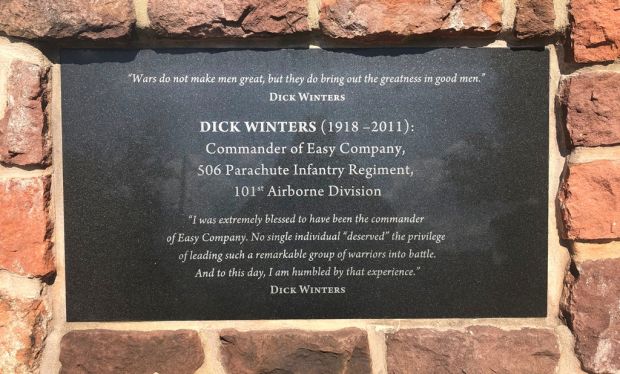 “Wars do not make men great, but they do bring out the greatness in good men.”
DICK WINTERS
DICK WINTERS (1918 –2011):
Commander of Easy Company,
506 Parachute Infantry Regiment,
101st Airborne Division
“I was extremely blessed to have been the commander
of Easy Company. No single individual “deserved” the privilege
of leading such a remarkable group of warriors into battle.
And to this day, I am humbled by that experience.”
DICK WINTERS